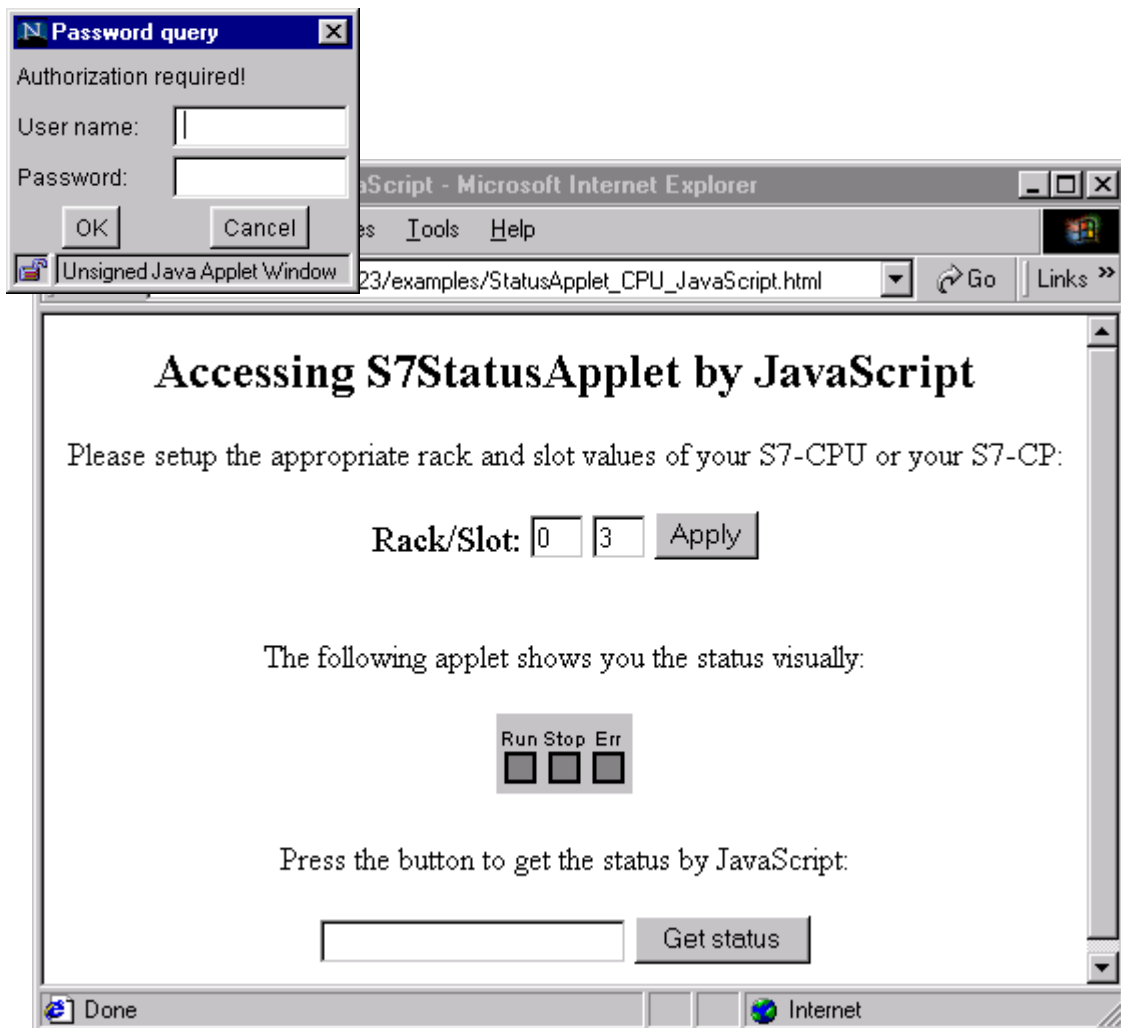 N Password query
Authorization required!
User name:
Password:
OK Cancel
Unsigned Java Applet Window
aScript - Microsoft Internet Explorer
es Tools Help
23/examples/StatusApplet_CPU_JavaScript.html Go Links »
Accessing S7StatusApplet by JavaScript
Please setup the appropriate rack and slot values of your S7-CPU or your S7-CP:
Rack/Slot: 0 3 Apply
The following applet shows you the status visually:
Run Stop Err
Press the button to get the status by JavaScript:
Get status
Done Internet